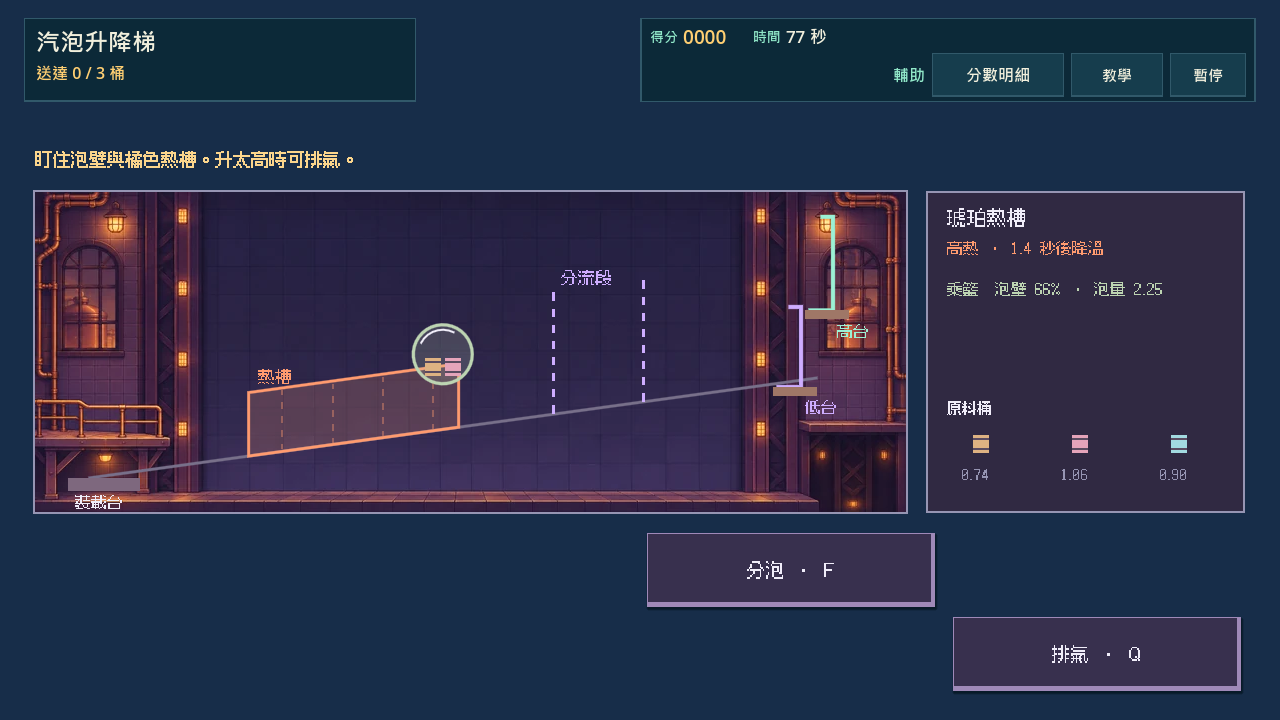 汽泡升降梯
送達 0 / 3 桶
得分 0000 時間 77 秒
輔助 分數明細 教學 暫停
盯住泡壁與橘色熱槽。升太高時可排氣。
琥珀熱槽
高熱 · 1.4 秒後降溫
乘籃 泡壁 66% · 泡量 2.25
分流段
高台
熱槽
低台
原料桶
0.74 1.06 0.90
裝載台
分泡 · F
排氣 · Q